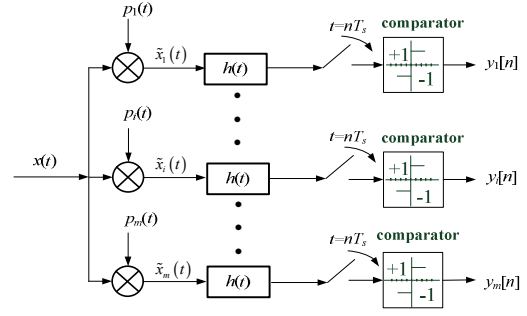 p₁(t)
x̃₁(t)
h(t)
t=nTₛ
comparator
+1
-1
y₁[n]
x(t)
pᵢ(t)
x̃ᵢ(t)
h(t)
t=nTₛ
comparator
+1
-1
yᵢ[n]
pₘ(t)
x̃ₘ(t)
h(t)
t=nTₛ
comparator
+1
-1
yₘ[n]